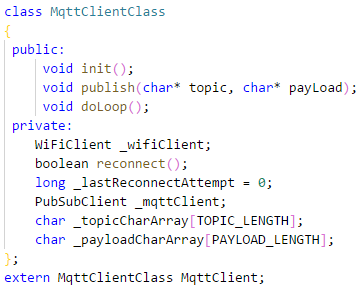 class MqttClientClass
{
 public:
     void init();
     void publish(char* topic, char* payLoad);
     void doLoop();
 private:
    WiFiClient _wifiClient;
    boolean reconnect();
    long _lastReconnectAttempt = 0;
    PubSubClient _mqttClient;
    char _topicCharArray[TOPIC_LENGTH];
    char _payloadCharArray[PAYLOAD_LENGTH];
};
extern MqttClientClass MqttClient;